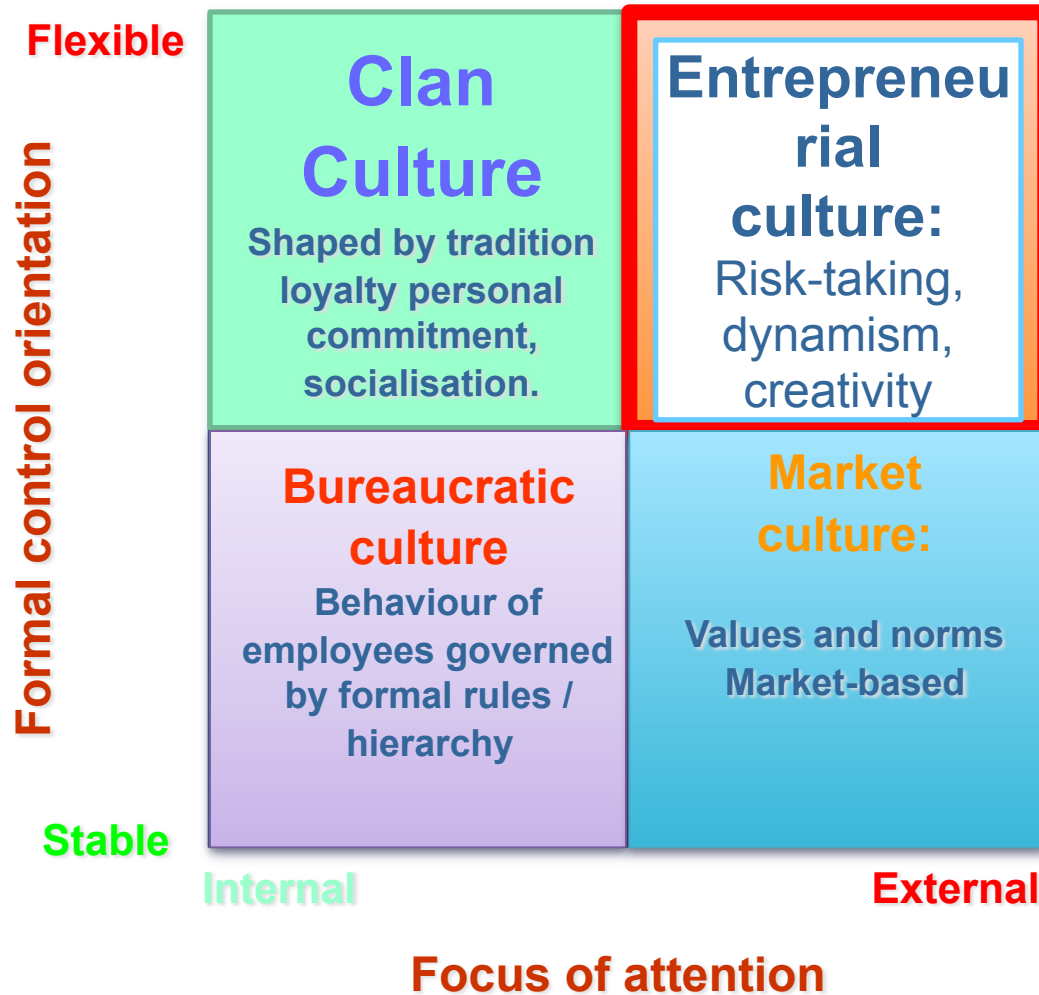 Flexible
Formal control orientation
Clan
Culture
Shaped by tradition
loyalty personal
commitment,
socialisation.
Entrepreneu
rial
culture:
Risk-taking,
dynamism,
creativity
Bureaucratic
culture
Behaviour of
employees governed
by formal rules /
hierarchy
Market
culture:
Values and norms
Market-based
Stable
Internal
External
Focus of attention